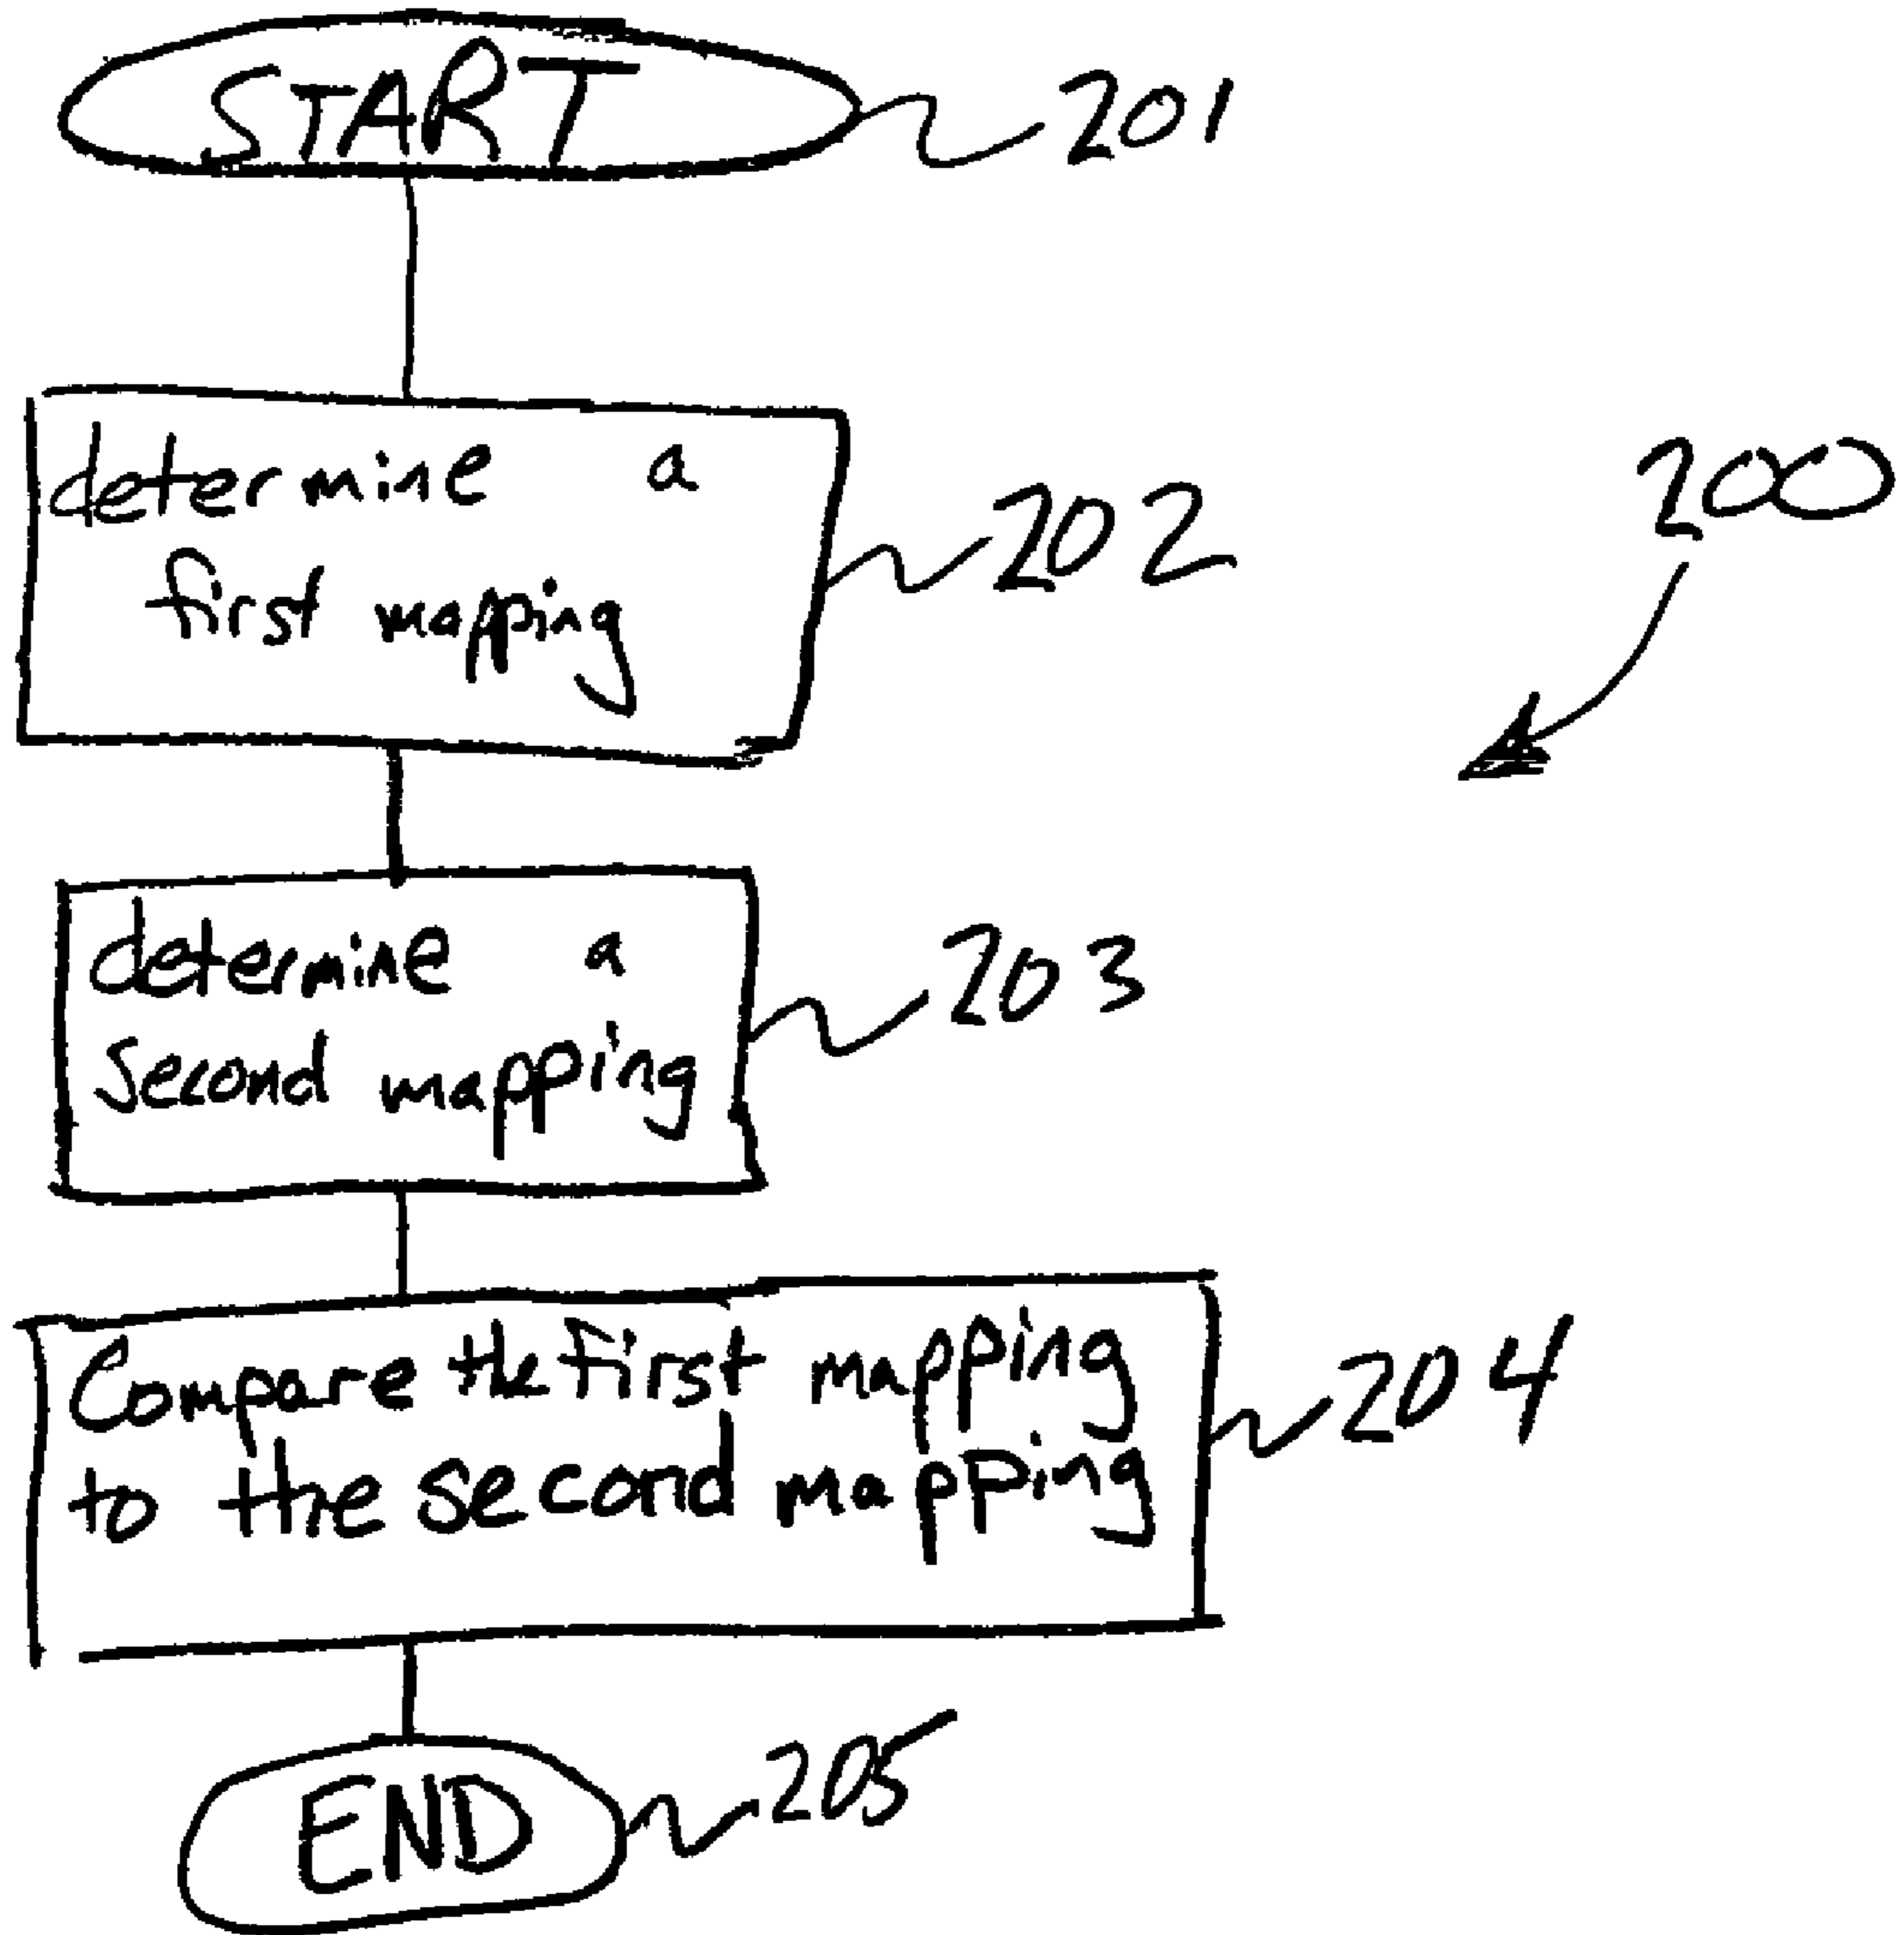 START 201
determine a
first mapping
202
200
determine a
second mapping
203
Compare the first mapping
to the second mapping
204
END 205